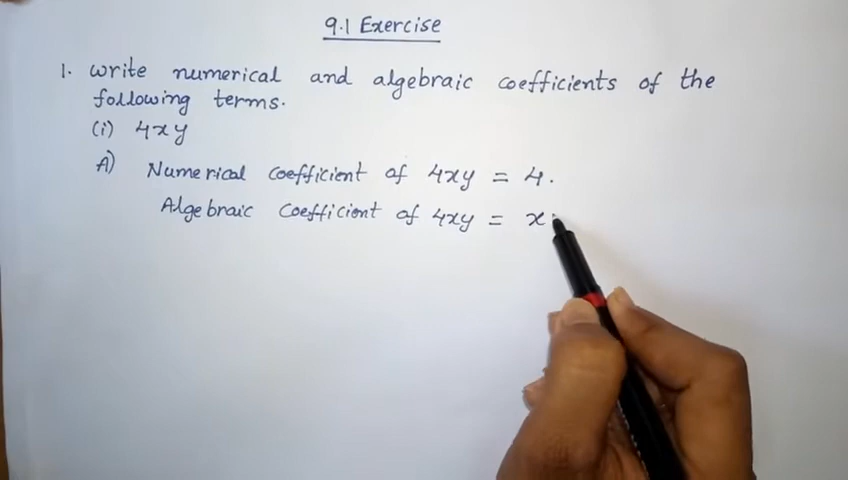 9.1 Exercise
1. Write numerical and algebraic coefficients of the
following terms.
(i) 4xy
A) Numerical coefficient of 4xy = 4.
Algebraic coefficient of 4xy = x